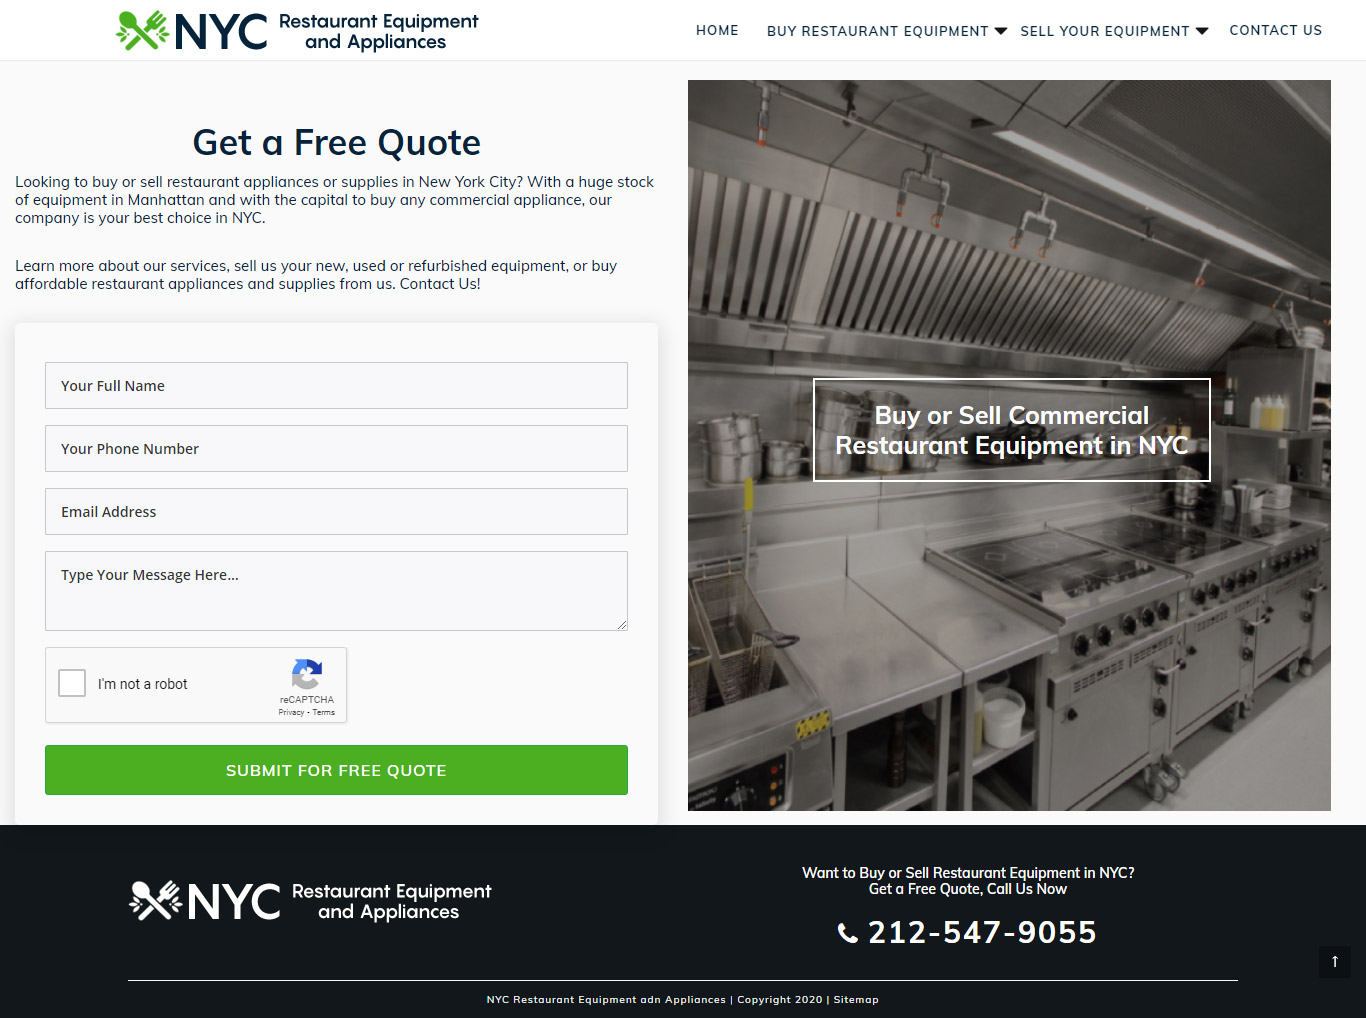 NYC Restaurant Equipment
and Appliances
HOME
BUY RESTAURANT EQUIPMENT
SELL YOUR EQUIPMENT
CONTACT US
Get a Free Quote
Looking to buy or sell restaurant appliances or supplies in New York City? With a huge stock
of equipment in Manhattan and with the capital to buy any commercial appliance, our
company is your best choice in NYC.
Learn more about our services, sell us your new, used or refurbished equipment, or buy
affordable restaurant appliances and supplies from us. Contact Us!
Your Full Name
Your Phone Number
Email Address
Type Your Message Here...
I'm not a robot
reCAPTCHA
Privacy - Terms
SUBMIT FOR FREE QUOTE
Buy or Sell Commercial
Restaurant Equipment in NYC
NYC Restaurant Equipment
and Appliances
Want to Buy or Sell Restaurant Equipment in NYC?
Get a Free Quote, Call Us Now
212-547-9055
NYC Restaurant Equipment adn Appliances | Copyright 2020 | Sitemap